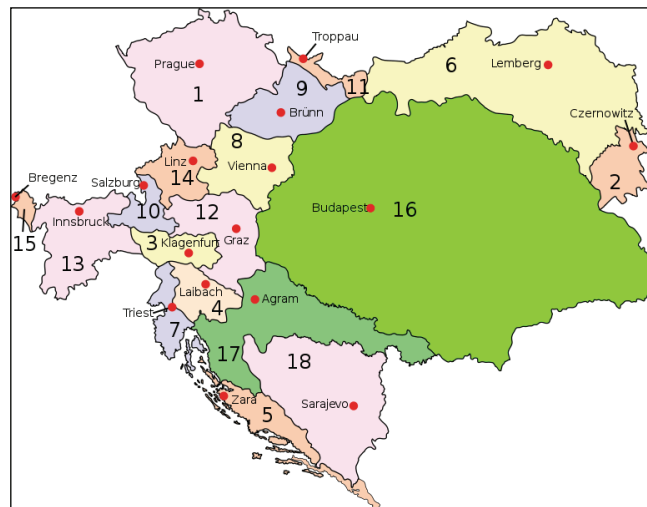 Troppau
Prague
6
Lemberg
9
11
1
Brünn
Czernowitz
8
Linz
Vienna
14
Bregenz
Salzburg
2
10
12
Budapest
16
Innsbruck
15
3
Klagenfurt
Graz
13
Laibach
4
Agram
Triest
7
17
18
Zara
5
Sarajevo